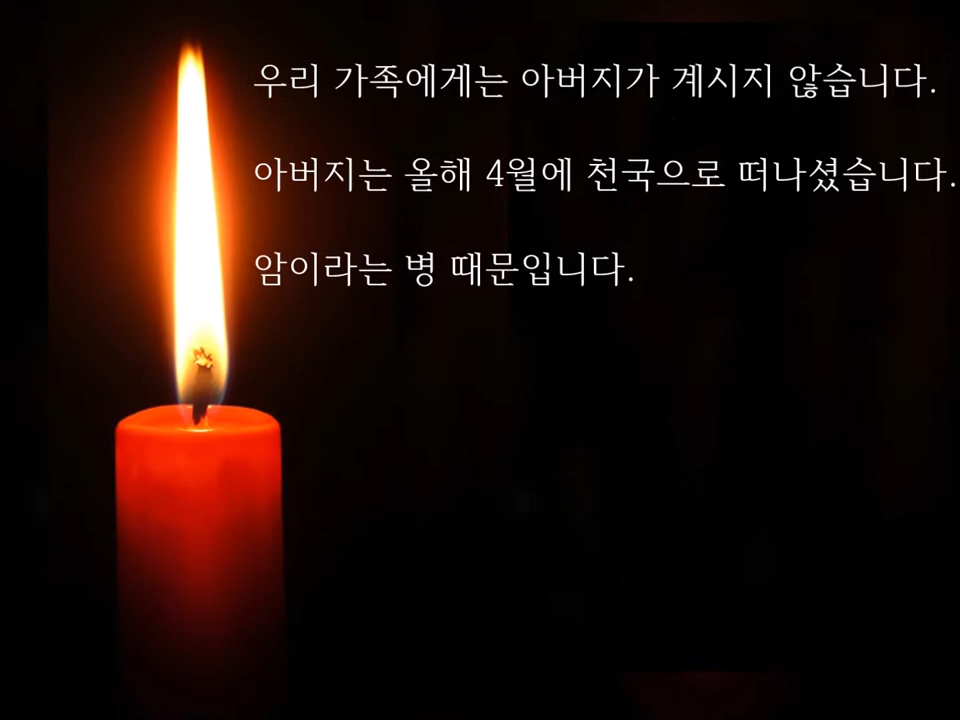 우리 가족에게는 아버지가 계시지 않습니다.
아버지는 올해 4월에 천국으로 떠나셨습니다.
암이라는 병 때문입니다.